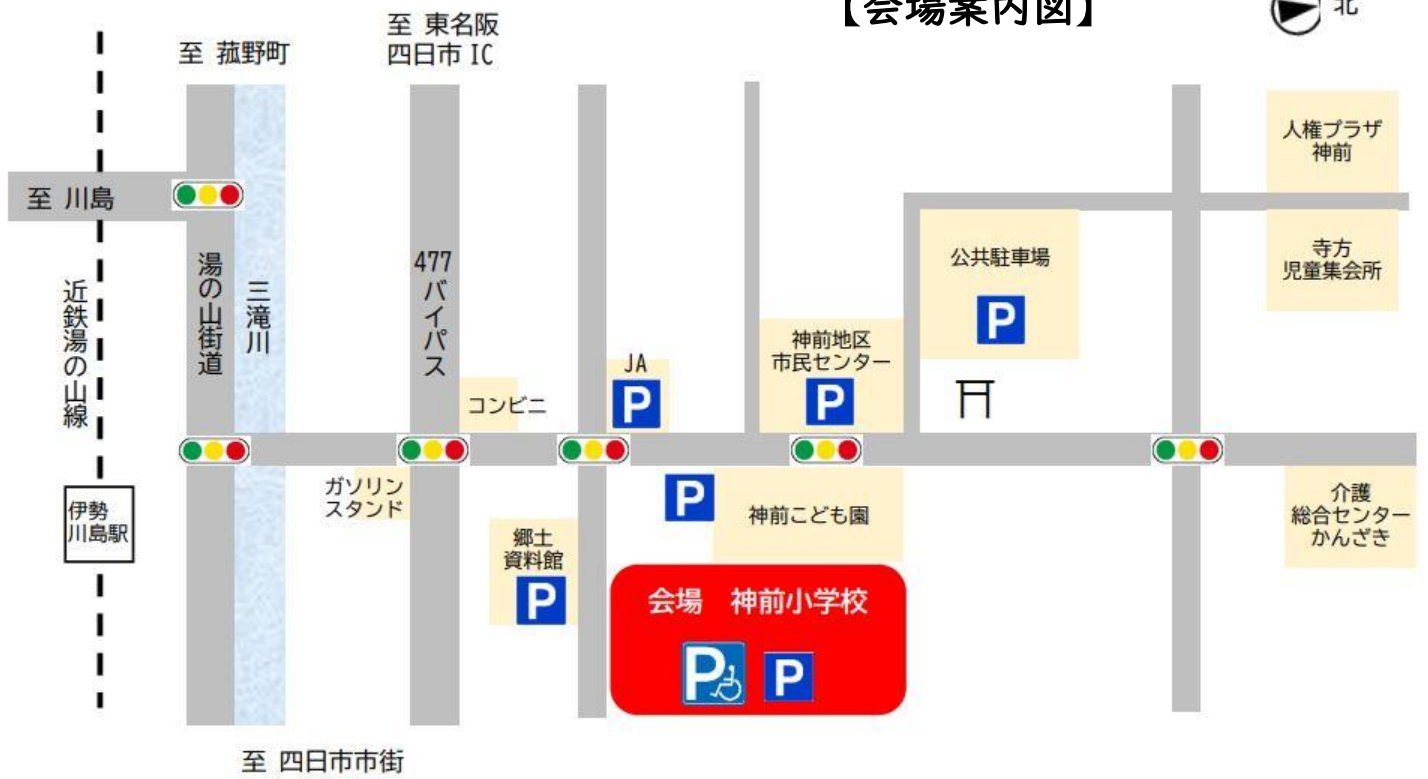 【会場案内図】
北
至 東名阪
四日市 IC
至 菰野町
人権プラザ
神前
至 川島
477
バイパス
公共駐車場
P
寺方
児童集会所
湯の山街道
三滝川
近鉄湯の山線
神前地区
市民センター
P
JA
P
コンビニ
ガソリン
スタンド
P
神前こども園
介護
総合センター
かんざき
伊勢
川島駅
郷土
資料館
P
会場 神前小学校
P
P
至 四日市市街